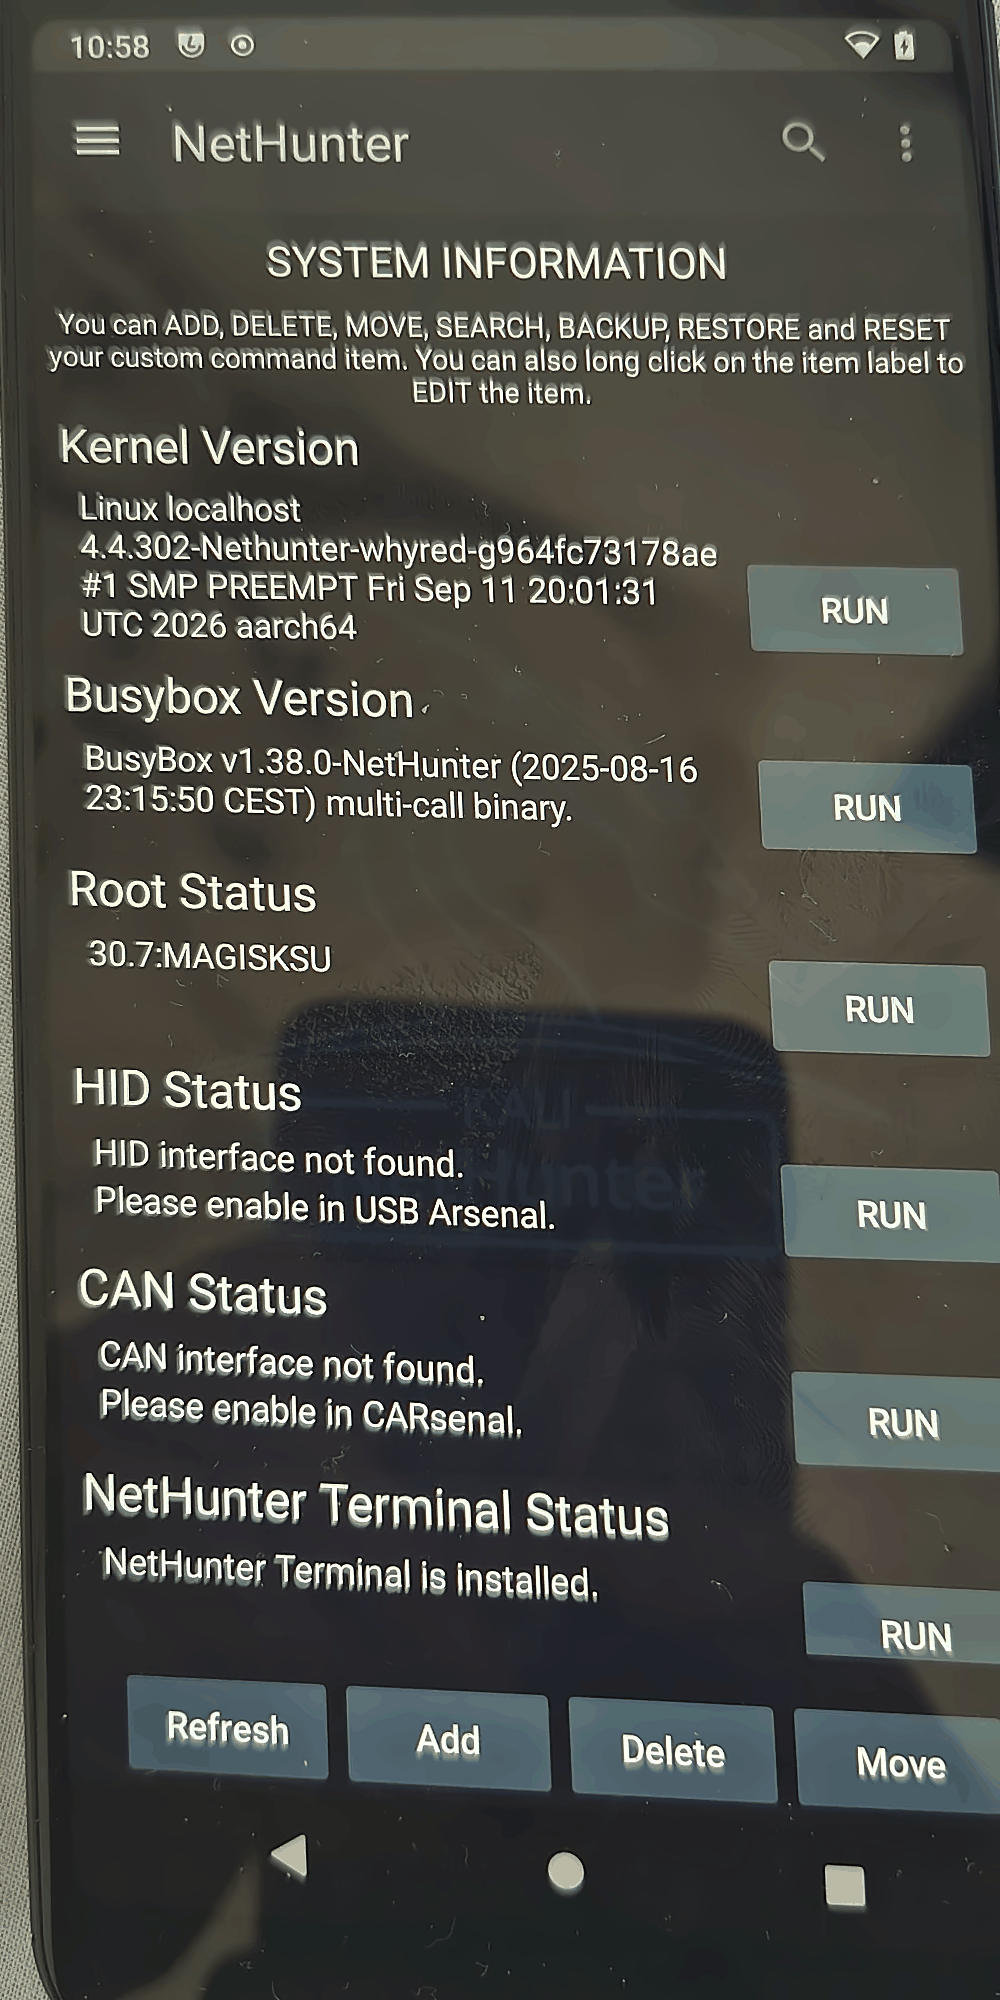 10:58
NetHunter
SYSTEM INFORMATION
You can ADD, DELETE, MOVE, SEARCH, BACKUP, RESTORE and RESET
your custom command item. You can also long click on the item label to
EDIT the item.
Kernel Version
Linux localhost
4.4.302-Nethunter-whyred-g964fc73178ae
#1 SMP PREEMPT Fri Sep 11 20:01:31
UTC 2026 aarch64
RUN
Busybox Version
BusyBox v1.38.0-NetHunter (2025-08-16
23:15:50 CEST) multi-call binary.
RUN
Root Status
30.7:MAGISKSU
RUN
HID Status
KALI
HID interface not found.
Hunter
Please enable in USB Arsenal.
RUN
CAN Status
CAN interface not found.
Please enable in CARsenal.
RUN
NetHunter Terminal Status
NetHunter Terminal is installed.
RUN
Refresh
Add
Delete
Move